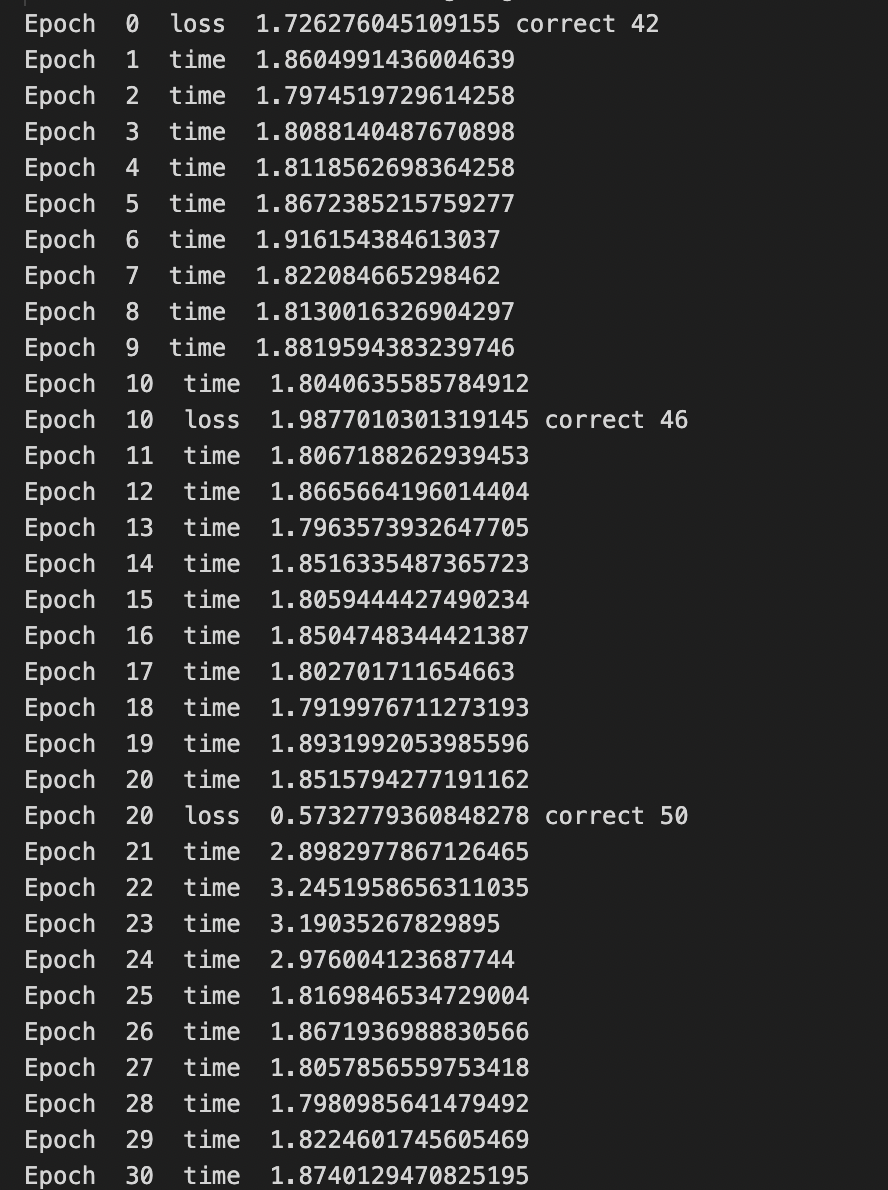 Epoch  0  loss  1.726276045109155 correct 42
Epoch  1  time  1.8604991436004639
Epoch  2  time  1.7974519729614258
Epoch  3  time  1.8088140487670898
Epoch  4  time  1.8118562698364258
Epoch  5  time  1.8672385215759277
Epoch  6  time  1.916154384613037
Epoch  7  time  1.822084665298462
Epoch  8  time  1.8130016326904297
Epoch  9  time  1.8819594383239746
Epoch  10  time  1.8040635585784912
Epoch  10  loss  1.9877010301319145 correct 46
Epoch  11  time  1.8067188262939453
Epoch  12  time  1.8665664196014404
Epoch  13  time  1.7963573932647705
Epoch  14  time  1.8516335487365723
Epoch  15  time  1.8059444427490234
Epoch  16  time  1.8504748344421387
Epoch  17  time  1.802701711654663
Epoch  18  time  1.7919976711273193
Epoch  19  time  1.8931992053985596
Epoch  20  time  1.8515794277191162
Epoch  20  loss  0.5732779360848278 correct 50
Epoch  21  time  2.8982977867126465
Epoch  22  time  3.2451958656311035
Epoch  23  time  3.19035267829895
Epoch  24  time  2.976004123687744
Epoch  25  time  1.8169846534729004
Epoch  26  time  1.8671936988830566
Epoch  27  time  1.8057856559753418
Epoch  28  time  1.7980985641479492
Epoch  29  time  1.8224601745605469
Epoch  30  time  1.8740129470825195